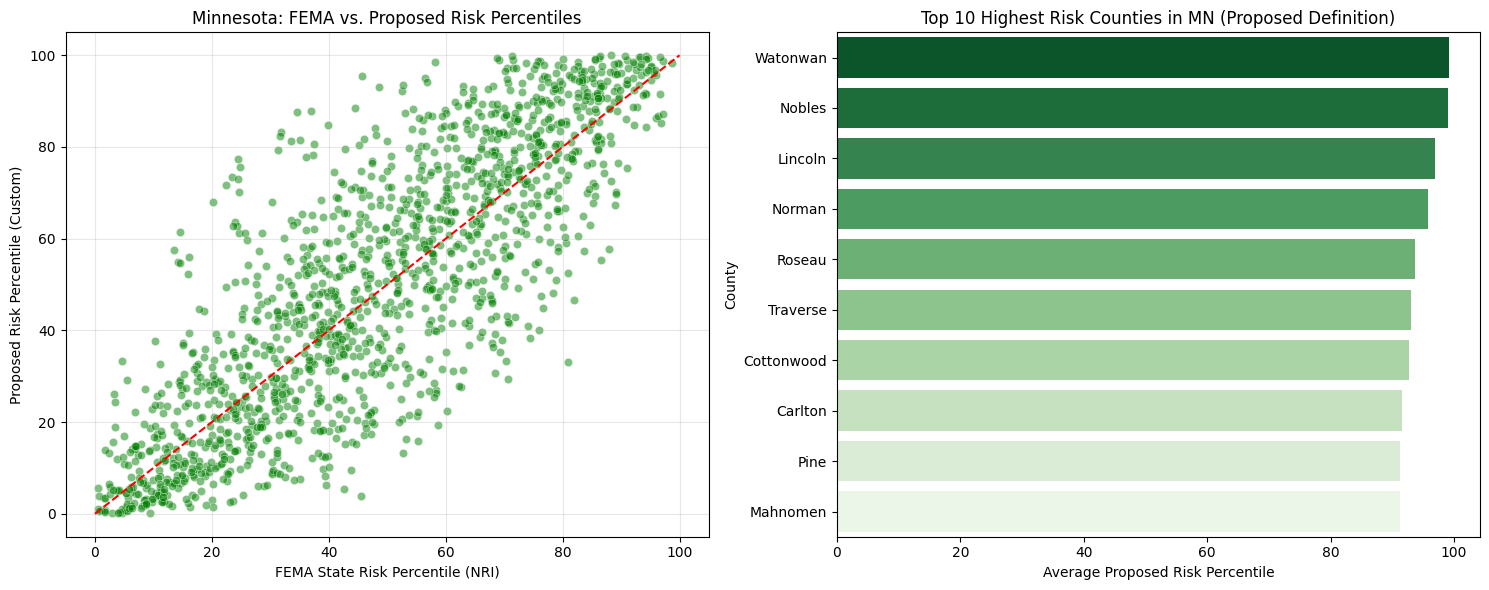 Minnesota: FEMA vs. Proposed Risk Percentiles
Proposed Risk Percentile (Custom)
100
80
60
40
20
0
0 20 40 60 80 100
FEMA State Risk Percentile (NRI)
Top 10 Highest Risk Counties in MN (Proposed Definition)
County
Watonwan
Nobles
Lincoln
Norman
Roseau
Traverse
Cottonwood
Carlton
Pine
Mahnomen
0 20 40 60 80 100
Average Proposed Risk Percentile